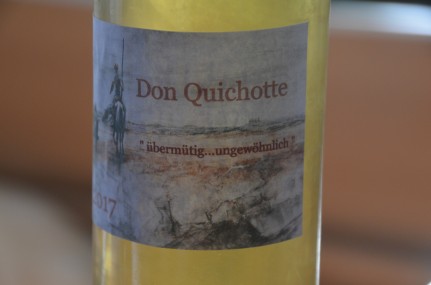 Don Quichotte
" übermütig...ungewöhnlich "
2017